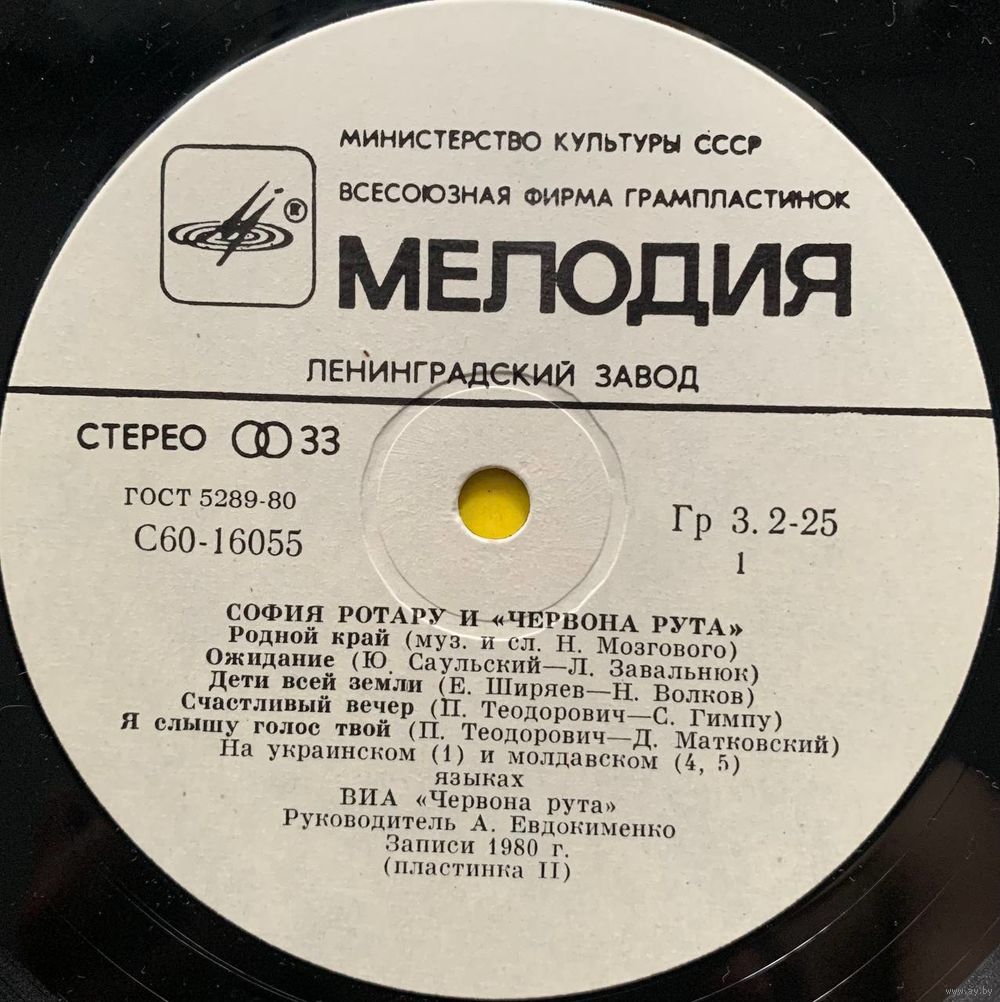 МИНИСТЕРСТВО КУЛЬТУРЫ СССР
ВСЕСОЮЗНАЯ ФИРМА ГРАМПЛАСТИНОК
®
МЕЛОДИЯ
ЛЕНИНГРАДСКИЙ ЗАВОД
СТЕРЕО 33
ГОСТ 5289-80
С60-16055
Гр 3. 2-25
1
СОФИЯ РОТАРУ И «ЧЕРВОНА РУТА»
Родной край (муз. и сл. Н. Мозгового)
Ожидание (Ю. Саульский—Л. Завальнюк)
Дети всей земли (Е. Ширяев—Н. Волков)
Счастливый вечер (П. Теодорович—С. Гимпу)
Я слышу голос твой (П. Теодорович—Д. Матковский)
На украинском (1) и молдавском (4, 5)
языках
ВИА «Червона рута»
Руководитель А. Евдокименко
Записи 1980 г.
(пластинка II)
www.ay.by